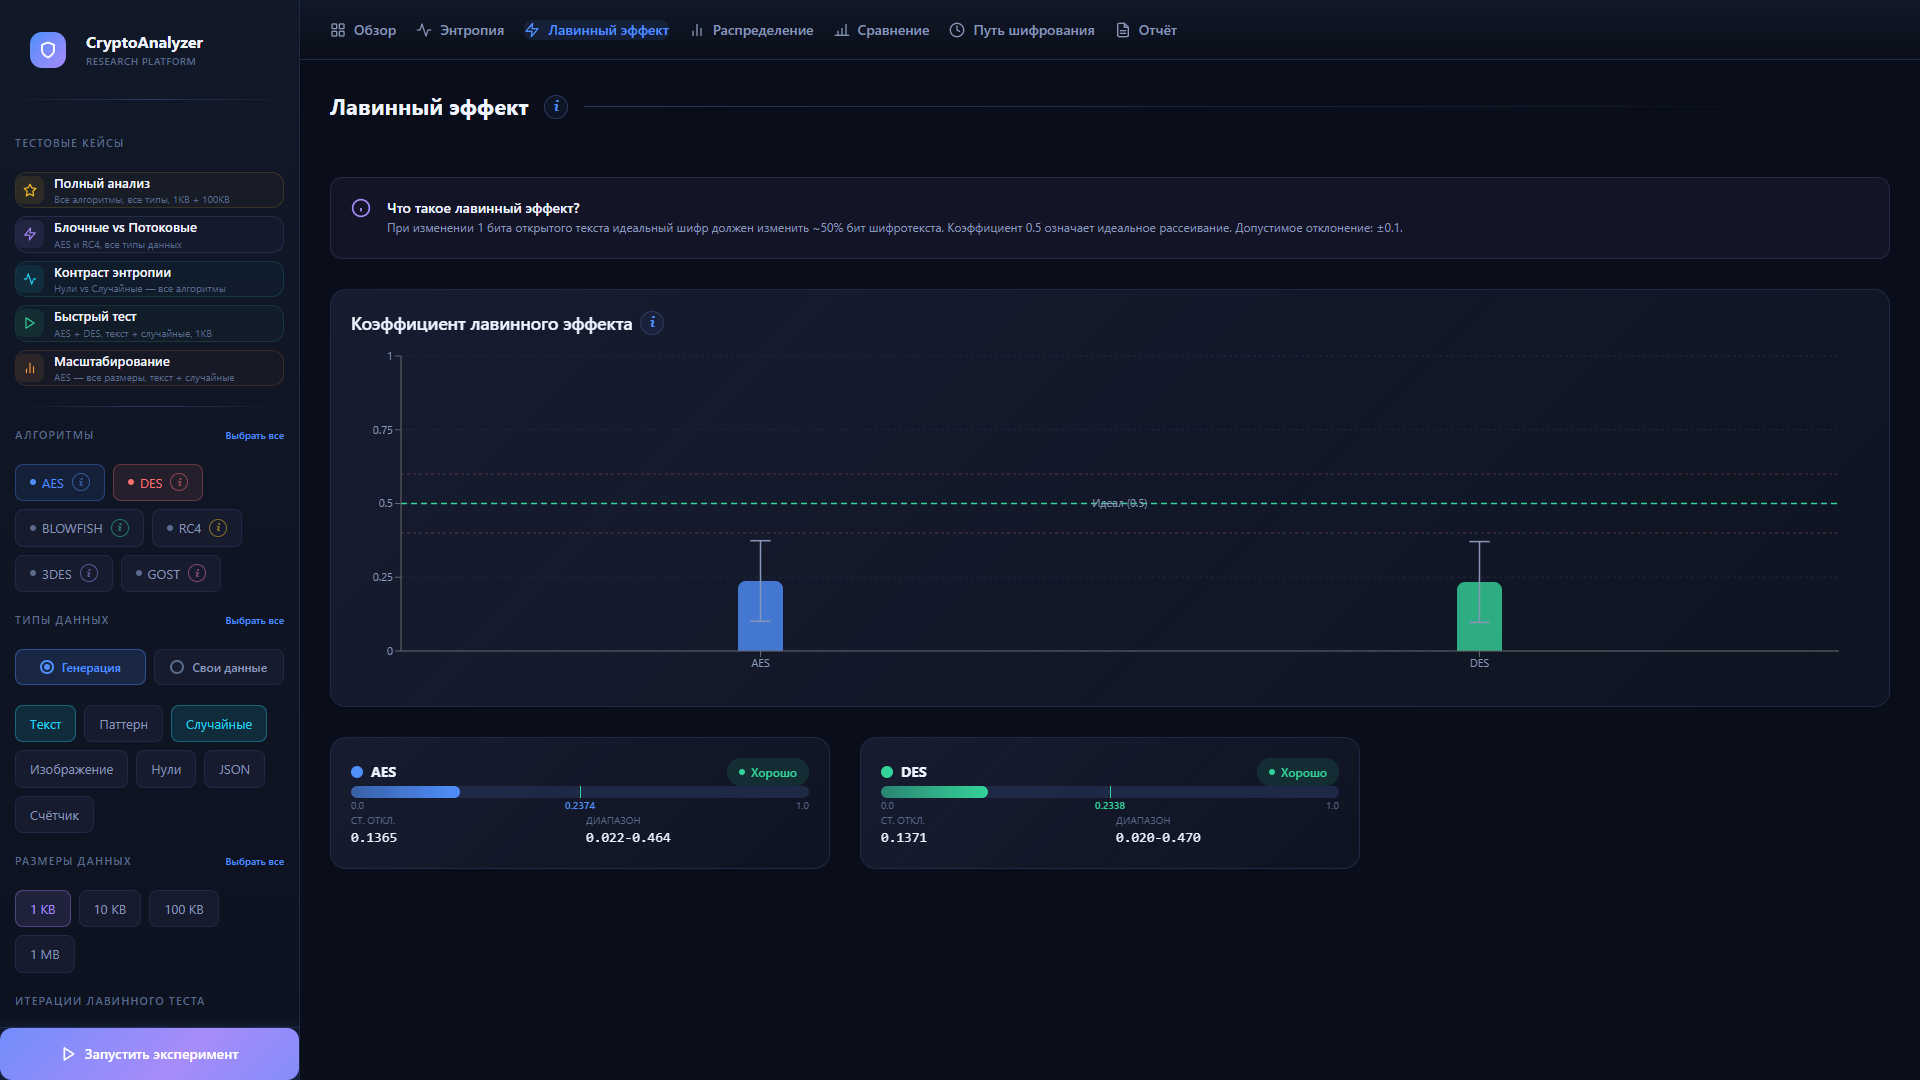 CryptoAnalyzer
RESEARCH PLATFORM
ТЕСТОВЫЕ КЕЙСЫ
Полный анализ
Все алгоритмы, все типы, 1KB + 100KB
Блочные vs Потоковые
AES и RC4, все типы данных
Контраст энтропии
Нули vs Случайные — все алгоритмы
Быстрый тест
AES + DES, текст + случайные, 1KB
Масштабирование
AES — все размеры, текст + случайные
АЛГОРИТМЫ
Выбрать все
AES
DES
BLOWFISH
RC4
3DES
GOST
ТИПЫ ДАННЫХ
Выбрать все
Генерация
Свои данные
Текст
Паттерн
Случайные
Изображение
Нули
JSON
Счётчик
РАЗМЕРЫ ДАННЫХ
Выбрать все
1 KB
10 KB
100 KB
1 MB
ИТЕРАЦИИ ЛАВИННОГО ТЕСТА
Запустить эксперимент
Обзор
Энтропия
Лавинный эффект
Распределение
Сравнение
Путь шифрования
Отчёт
Лавинный эффект
Что такое лавинный эффект?
При изменении 1 бита открытого текста идеальный шифр должен изменить ~50% бит шифротекста. Коэффициент 0.5 означает идеальное рассеивание. Допустимое отклонение: ±0.1.
Коэффициент лавинного эффекта
1
0.75
0.5
0.25
0
Идеал (0.5)
AES
DES
AES
Хорошо
0.0
0.2374
1.0
СТ. ОТКЛ.
ДИАПАЗОН
0.1365
0.022-0.464
DES
Хорошо
0.0
0.2338
1.0
СТ. ОТКЛ.
ДИАПАЗОН
0.1371
0.020-0.470